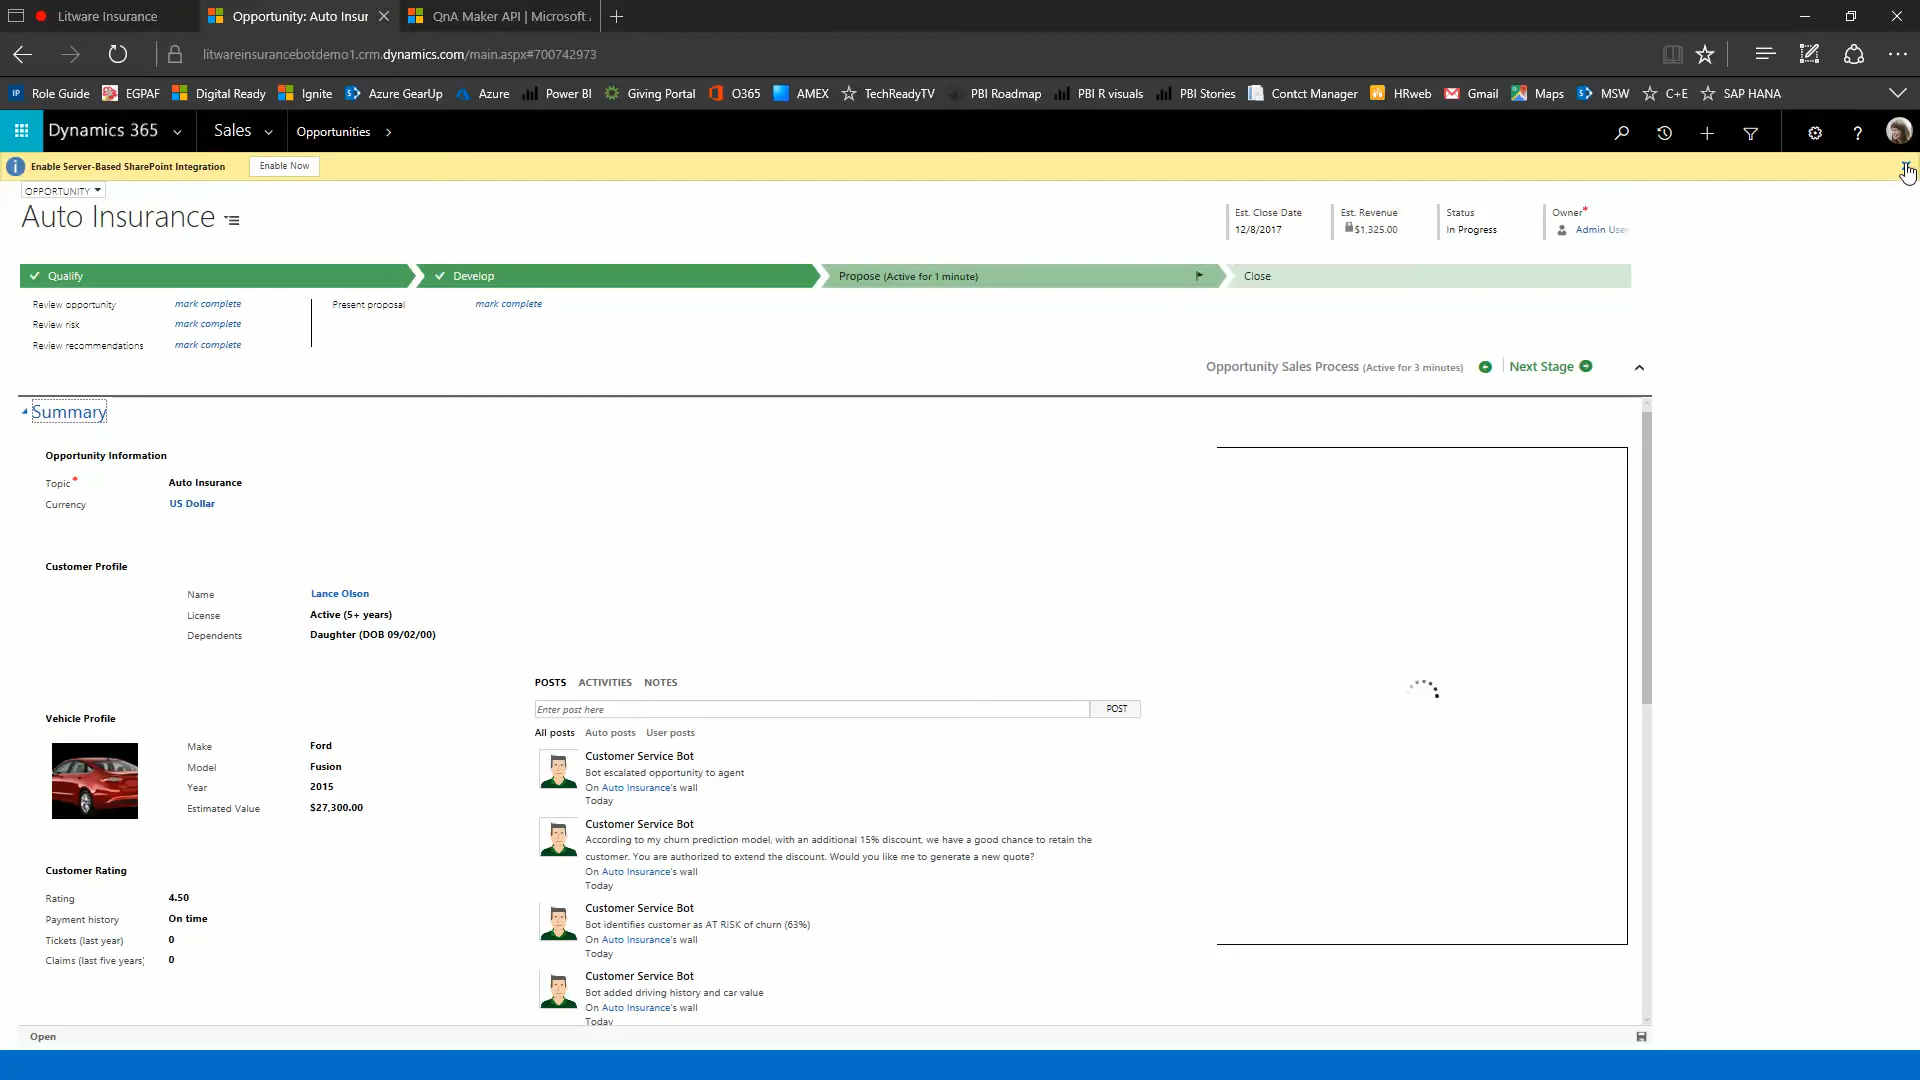 Litware Insurance
Opportunity: Auto Insur
QnA Maker API | Microsoft
litwareinsurancebotdemo1.crm.dynamics.com/main.aspx#700742973
IP Role Guide EGPAF Digital Ready Ignite Azure GearUp Azure Power BI Giving Portal O365 AMEX TechReadyTV PBI Roadmap PBI R visuals PBI Stories Contct Manager HRweb Gmail Maps MSW C+E SAP HANA
Dynamics 365 Sales Opportunities
Enable Server-Based SharePoint Integration Enable Now
OPPORTUNITY
Auto Insurance
Est. Close Date
12/8/2017
Est. Revenue
$1,325.00
Status
In Progress
Owner*
Admin User
Qualify Develop Propose (Active for 1 minute) Close
Review opportunity mark complete
Review risk mark complete
Review recommendations mark complete
Present proposal mark complete
Opportunity Sales Process (Active for 3 minutes) Next Stage
Summary
Opportunity Information
Topic* Auto Insurance
Currency US Dollar
Customer Profile
Name Lance Olson
License Active (5+ years)
Dependents Daughter (DOB 09/02/00)
Vehicle Profile
Make Ford
Model Fusion
Year 2015
Estimated Value $27,300.00
Customer Rating
Rating 4.50
Payment history On time
Tickets (last year) 0
Claims (last five years) 0
POSTS ACTIVITIES NOTES
Enter post here POST
All posts Auto posts User posts
Customer Service Bot
Bot escalated opportunity to agent
On Auto Insurance's wall
Today
Customer Service Bot
According to my churn prediction model, with an additional 15% discount, we have a good chance to retain the
customer. You are authorized to extend the discount. Would you like me to generate a new quote?
On Auto Insurance's wall
Today
Customer Service Bot
Bot identifies customer as AT RISK of churn (63%)
On Auto Insurance's wall
Today
Customer Service Bot
Bot added driving history and car value
On Auto Insurance's wall
Today
Open